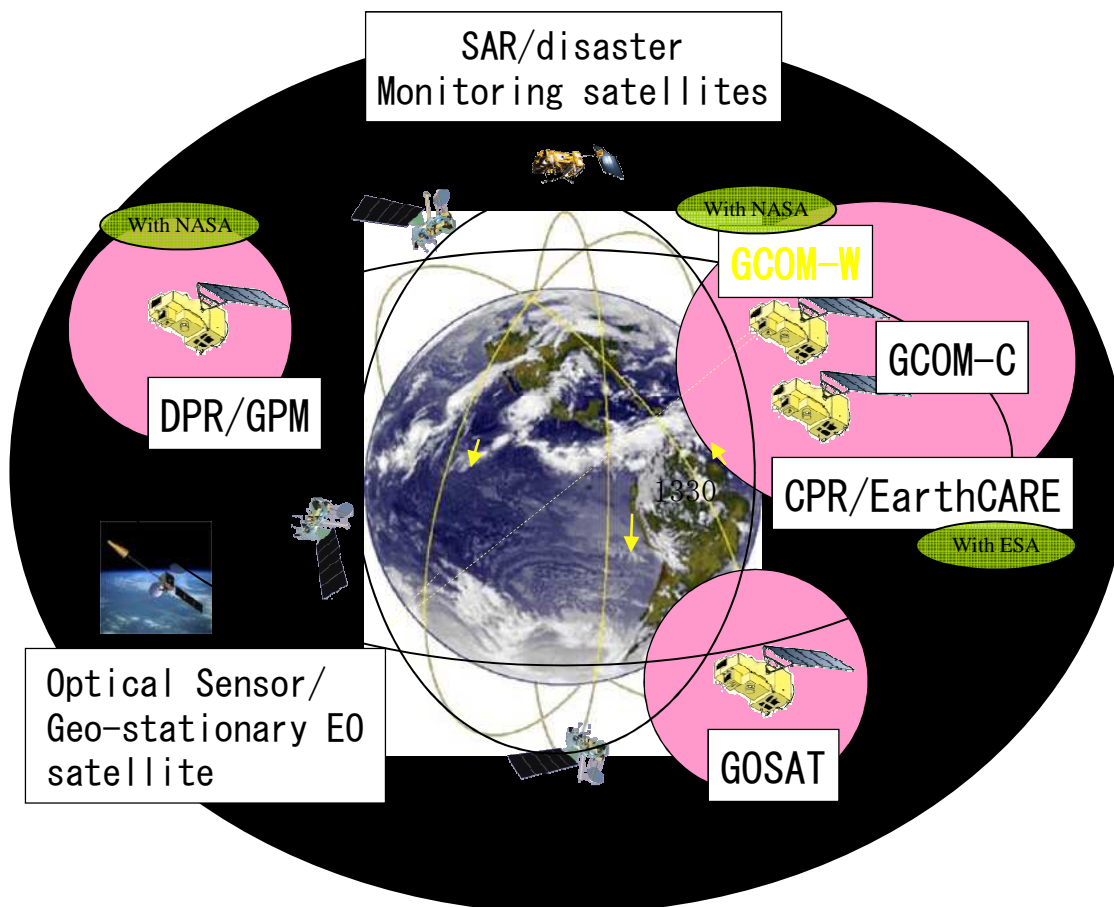 SAR/disaster
Monitoring satellites
With NASA
With NASA
GCOM-W
GCOM-C
DPR/GPM
1330
CPR/EarthCARE
With ESA
Optical Sensor/
Geo-stationary EO
satellite
GOSAT